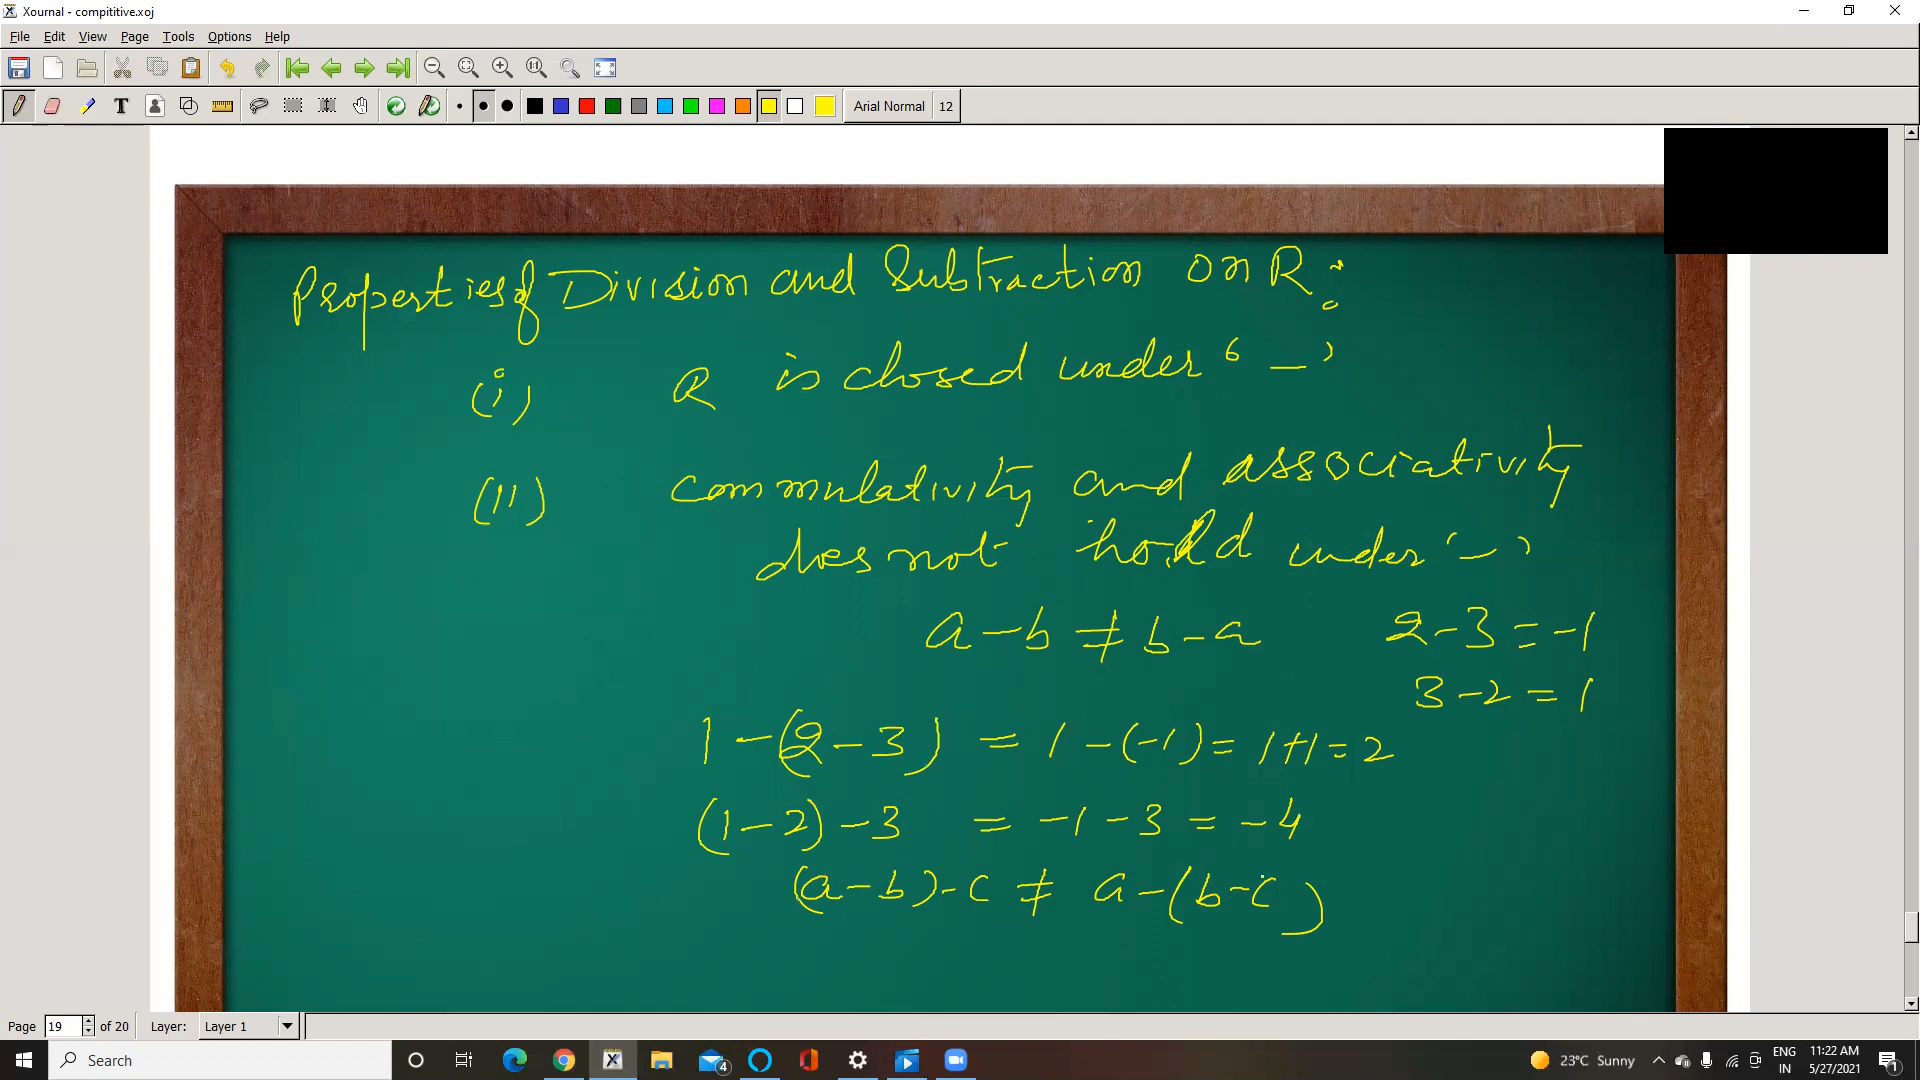 Xournal - compititive.xoj
File Edit View Page Tools Options Help
Arial Normal 12
Properties of Division and Subtraction on R :
(i) R is closed under ‘ – ’
(ii) commutativity and associativity
does not hold under ‘ – ’
a – b ≠ b – a 2 – 3 = –1
3 – 2 = 1
1 – (2 – 3) = 1 – (–1) = 1 + 1 = 2
(1 – 2) – 3 = –1 – 3 = –4
(a – b) – c ≠ a – (b – c)
Page 19 of 20 Layer: Layer 1
Search 4 23°C Sunny ENG IN 11:22 AM 5/27/2021 1